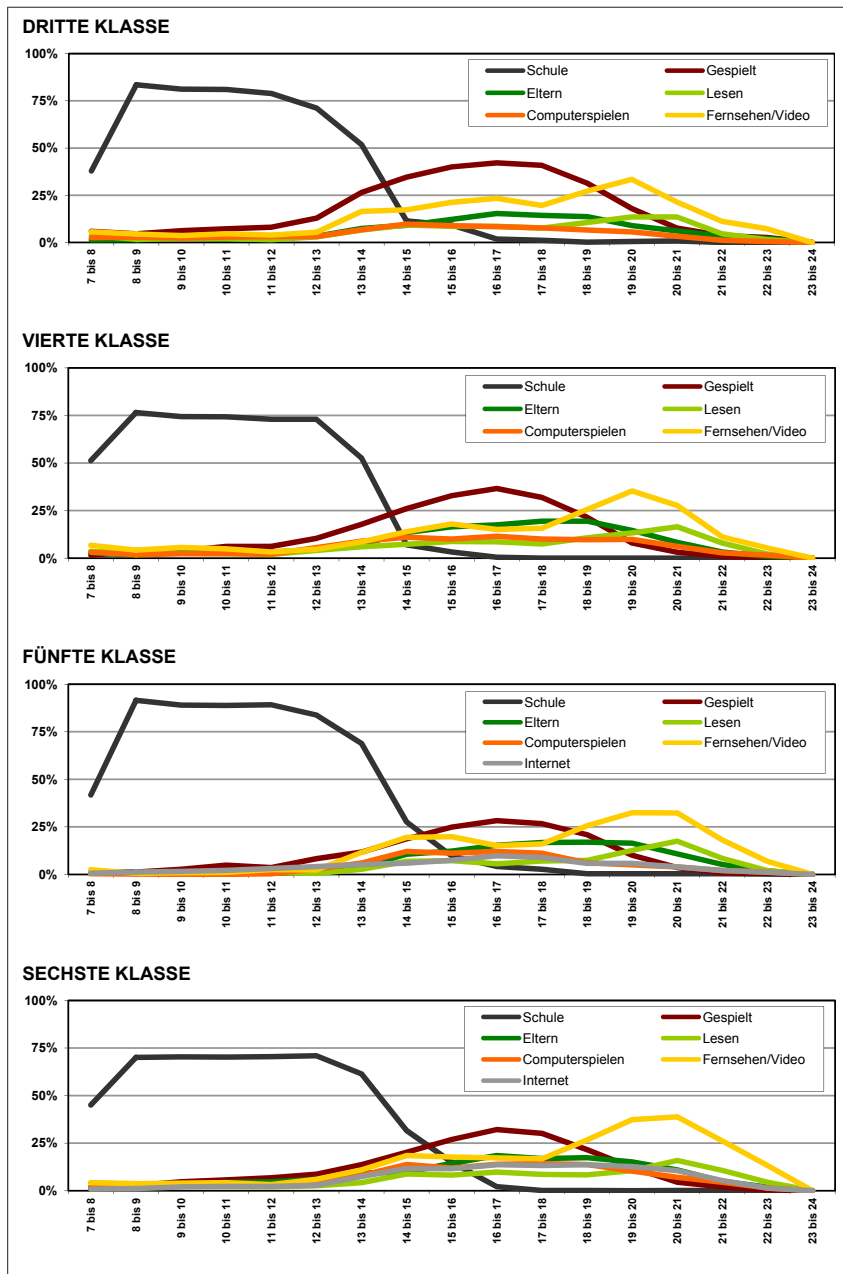 DRITTE KLASSE
100%
75%
50%
25%
0%
Schule Gespielt
Eltern Lesen
Computerspielen Fernsehen/Video
7 bis 8
8 bis 9
9 bis 10
10 bis 11
11 bis 12
12 bis 13
13 bis 14
14 bis 15
15 bis 16
16 bis 17
17 bis 18
18 bis 19
19 bis 20
20 bis 21
21 bis 22
22 bis 23
23 bis 24
VIERTE KLASSE
100%
75%
50%
25%
0%
Schule Gespielt
Eltern Lesen
Computerspielen Fernsehen/Video
7 bis 8
8 bis 9
9 bis 10
10 bis 11
11 bis 12
12 bis 13
13 bis 14
14 bis 15
15 bis 16
16 bis 17
17 bis 18
18 bis 19
19 bis 20
20 bis 21
21 bis 22
22 bis 23
23 bis 24
FÜNFTE KLASSE
100%
75%
50%
25%
0%
Schule Gespielt
Eltern Lesen
Computerspielen Fernsehen/Video
Internet
7 bis 8
8 bis 9
9 bis 10
10 bis 11
11 bis 12
12 bis 13
13 bis 14
14 bis 15
15 bis 16
16 bis 17
17 bis 18
18 bis 19
19 bis 20
20 bis 21
21 bis 22
22 bis 23
23 bis 24
SECHSTE KLASSE
100%
75%
50%
25%
0%
Schule Gespielt
Eltern Lesen
Computerspielen Fernsehen/Video
Internet
7 bis 8
8 bis 9
9 bis 10
10 bis 11
11 bis 12
12 bis 13
13 bis 14
14 bis 15
15 bis 16
16 bis 17
17 bis 18
18 bis 19
19 bis 20
20 bis 21
21 bis 22
22 bis 23
23 bis 24